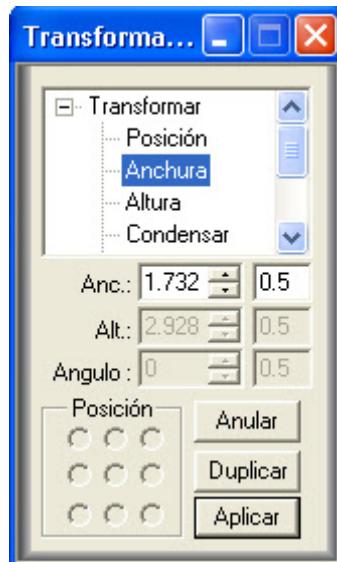 Transforma...
Transformar
Posición
Anchura
Altura
Condensar
Anc.: 1.732 0.5
Alt.: 2.928 0.5
Angulo : 0 0.5
Posición
Anular
Duplicar
Aplicar